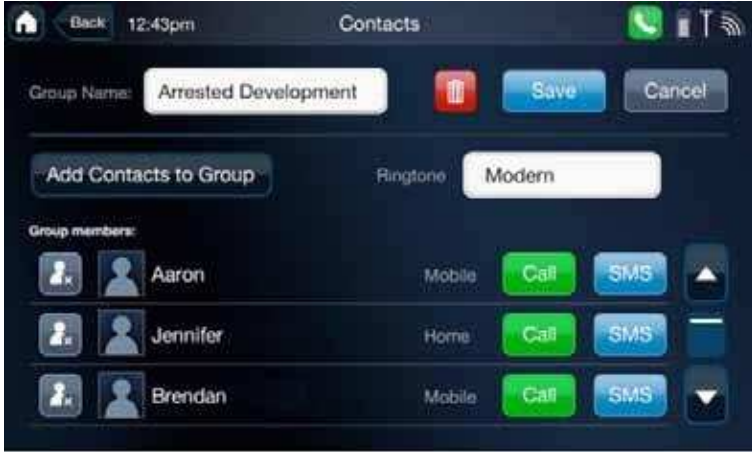 Back 12:43pm Contacts
Group Name: Arrested Development Save Cancel
Add Contacts to Group Ringtone Modern
Group members:
Aaron Mobile Call SMS
Jennifer Home Call SMS
Brendan Mobile Call SMS